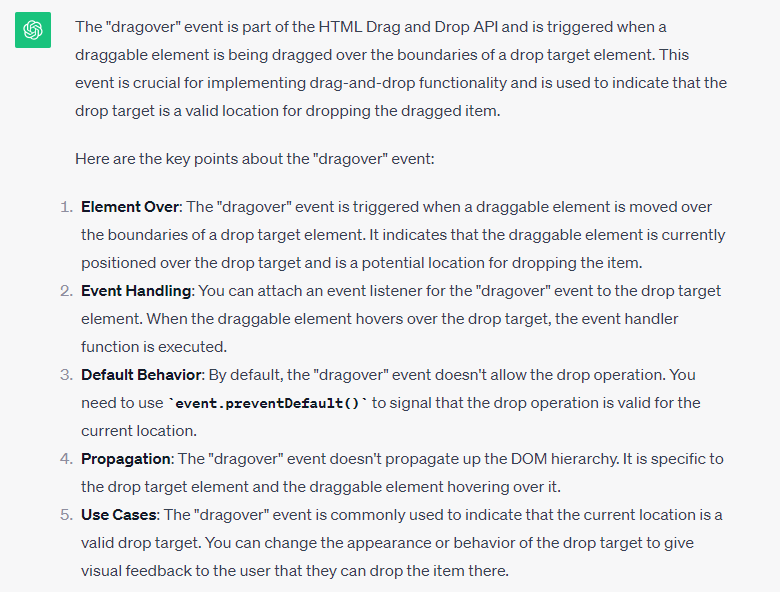 The "dragover" event is part of the HTML Drag and Drop API and is triggered when a
draggable element is being dragged over the boundaries of a drop target element. This
event is crucial for implementing drag-and-drop functionality and is used to indicate that the
drop target is a valid location for dropping the dragged item.
Here are the key points about the "dragover" event:
1. Element Over: The "dragover" event is triggered when a draggable element is moved over
the boundaries of a drop target element. It indicates that the draggable element is currently
positioned over the drop target and is a potential location for dropping the item.
2. Event Handling: You can attach an event listener for the "dragover" event to the drop target
element. When the draggable element hovers over the drop target, the event handler
function is executed.
3. Default Behavior: By default, the "dragover" event doesn't allow the drop operation. You
need to use `event.preventDefault()` to signal that the drop operation is valid for the
current location.
4. Propagation: The "dragover" event doesn't propagate up the DOM hierarchy. It is specific to
the drop target element and the draggable element hovering over it.
5. Use Cases: The "dragover" event is commonly used to indicate that the current location is a
valid drop target. You can change the appearance or behavior of the drop target to give
visual feedback to the user that they can drop the item there.